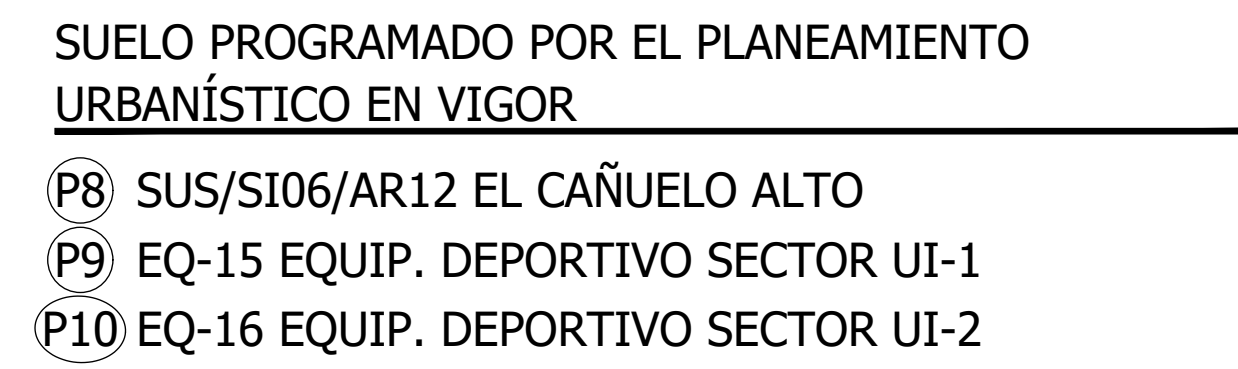 SUELO PROGRAMADO POR EL PLANEAMIENTO
URBANÍSTICO EN VIGOR
P8 SUS/SI06/AR12 EL CAÑUELO ALTO
P9 EQ-15 EQUIP. DEPORTIVO SECTOR UI-1
P10 EQ-16 EQUIP. DEPORTIVO SECTOR UI-2